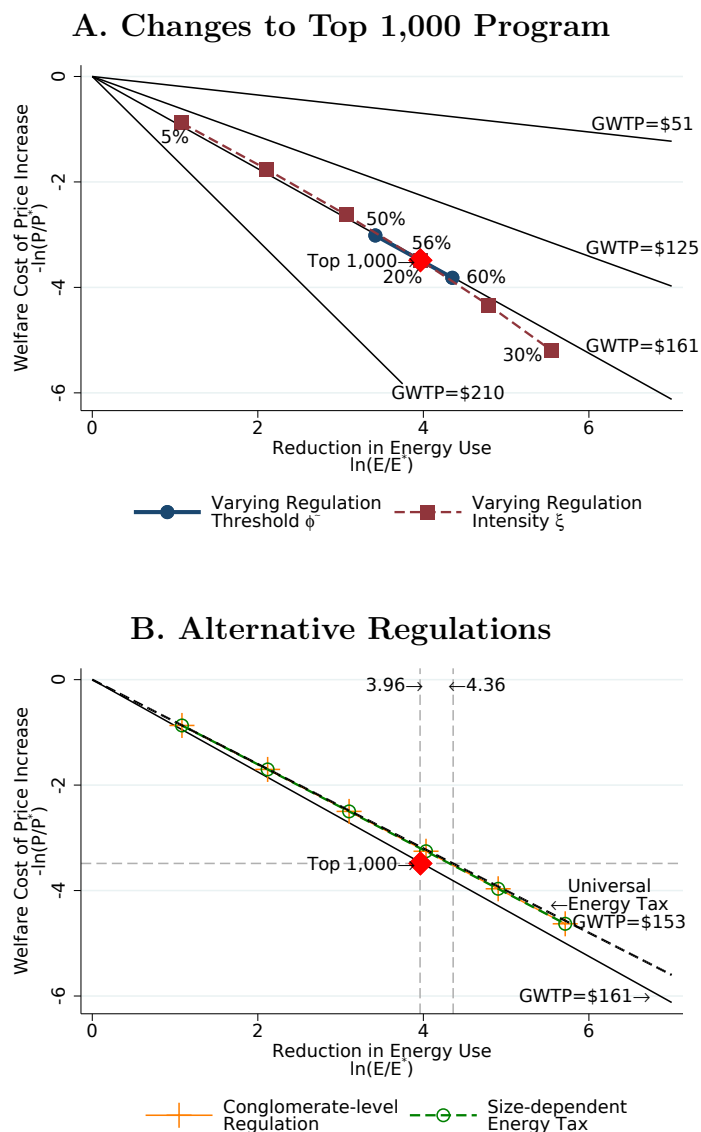 A. Changes to Top 1,000 Program
Welfare Cost of Price Increase
-ln(P/P*)
0
-2
-4
-6
GWTP=$51
5%
50%
56%
Top 1,000→
20%
60%
GWTP=$125
GWTP=$161
30%
GWTP=$210
0
2
4
6
Reduction in Energy Use
ln(E/E*)
Varying Regulation
Threshold ϕ̄
Varying Regulation
Intensity ξ
B. Alternative Regulations
Welfare Cost of Price Increase
-ln(P/P*)
0
-2
-4
-6
3.96→
←4.36
Top 1,000→
Universal
←Energy Tax
GWTP=$153
GWTP=$161→
0
2
4
6
Reduction in Energy Use
ln(E/E*)
Conglomerate-level
Regulation
Size-dependent
Energy Tax